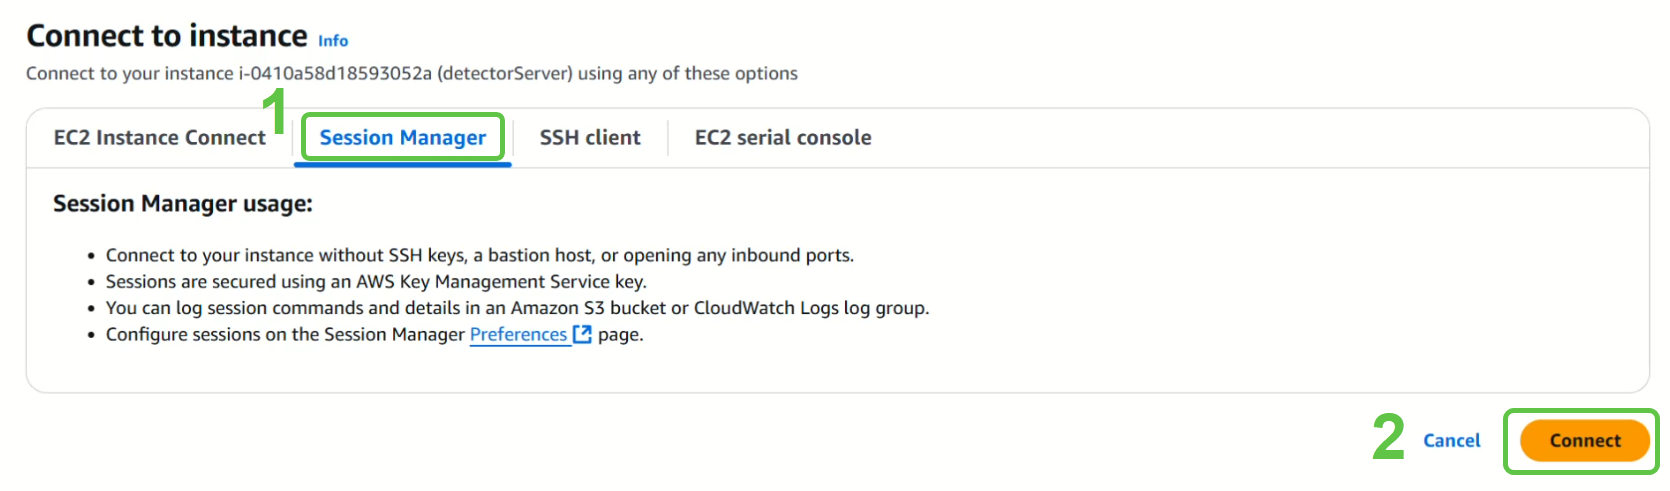 Connect to instance Info
Connect to your instance i-0410a58d18593052a (detectorServer) using any of these options
1
EC2 Instance Connect Session Manager SSH client EC2 serial console
Session Manager usage:
• Connect to your instance without SSH keys, a bastion host, or opening any inbound ports.
• Sessions are secured using an AWS Key Management Service key.
• You can log session commands and details in an Amazon S3 bucket or CloudWatch Logs log group.
• Configure sessions on the Session Manager Preferences page.
2 Cancel Connect